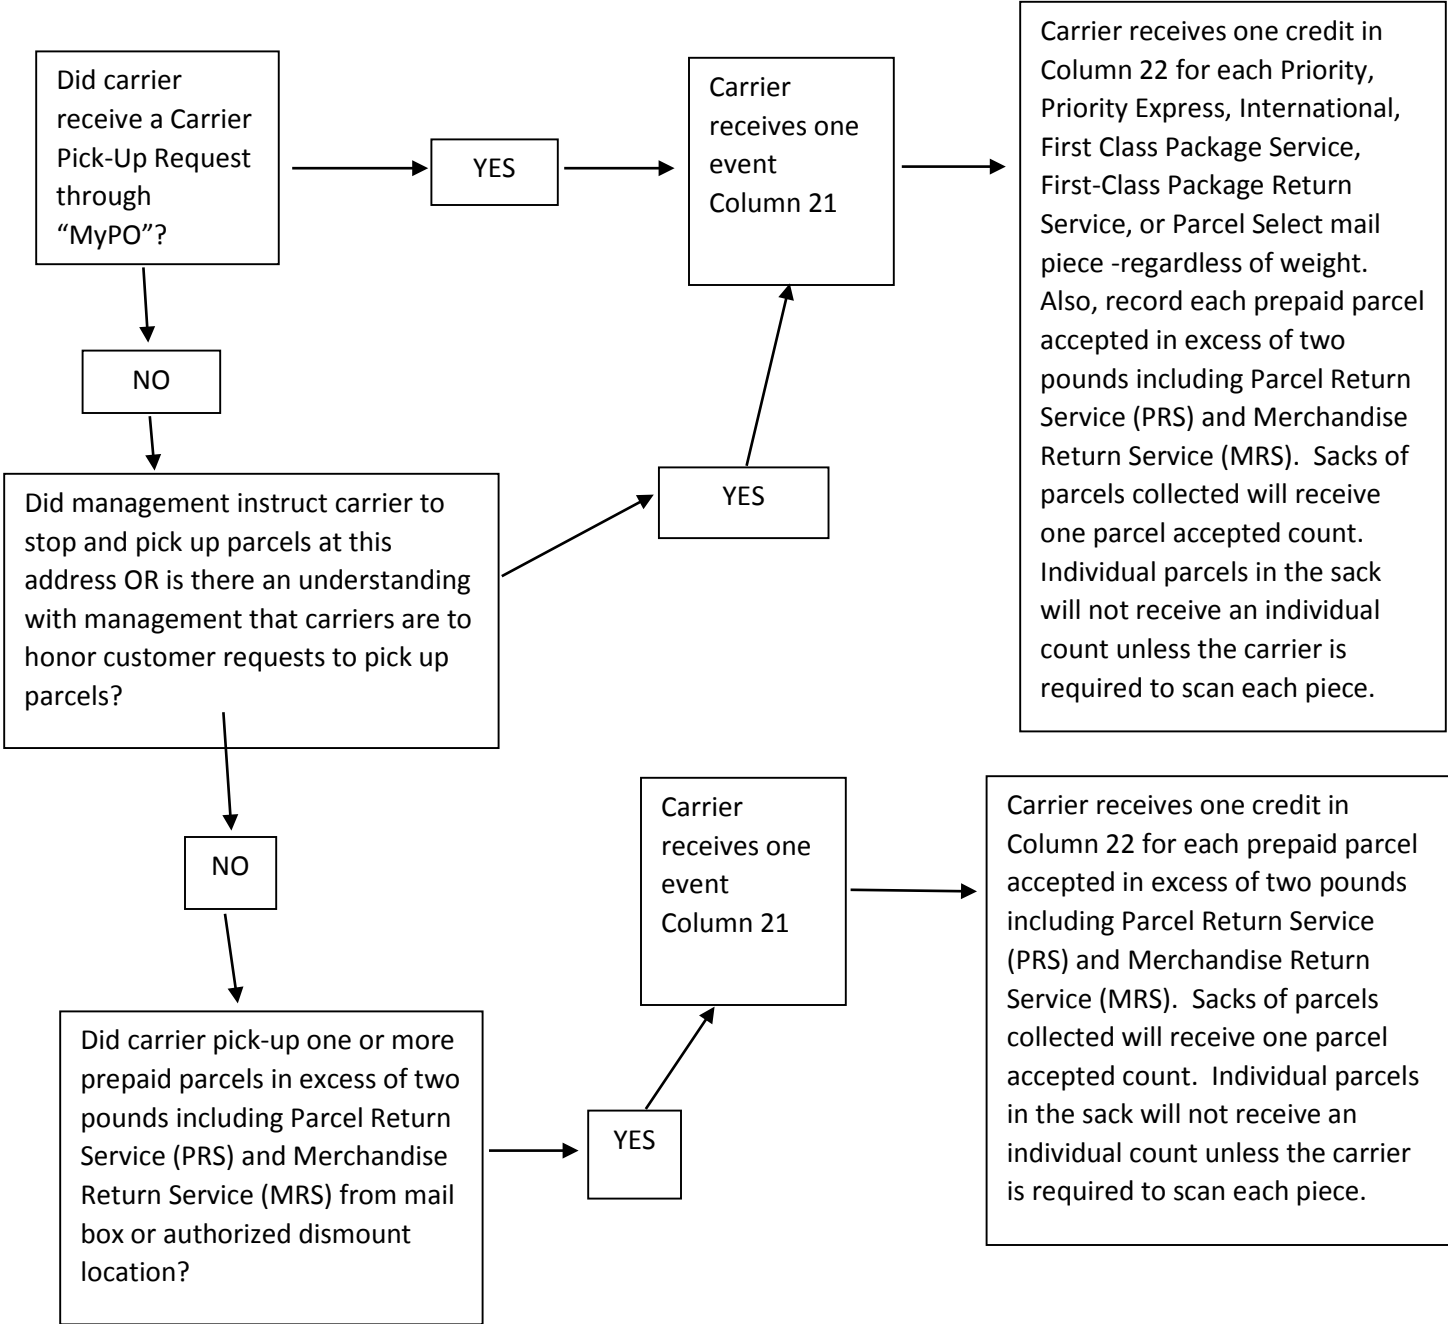 Did carrier
receive a Carrier
Pick-Up Request
through
“MyPO”?
YES
Carrier
receives one
event
Column 21
Carrier receives one credit in
Column 22 for each Priority,
Priority Express, International,
First Class Package Service,
First-Class Package Return
Service, or Parcel Select mail
piece -regardless of weight.
Also, record each prepaid parcel
accepted in excess of two
pounds including Parcel Return
Service (PRS) and Merchandise
Return Service (MRS).  Sacks of
parcels collected will receive
one parcel accepted count.
Individual parcels in the sack
will not receive an individual
count unless the carrier is
required to scan each piece.
NO
Did management instruct carrier to
stop and pick up parcels at this
address OR is there an understanding
with management that carriers are to
honor customer requests to pick up
parcels?
YES
NO
Did carrier pick-up one or more
prepaid parcels in excess of two
pounds including Parcel Return
Service (PRS) and Merchandise
Return Service (MRS) from mail
box or authorized dismount
location?
YES
Carrier
receives one
event
Column 21
Carrier receives one credit in
Column 22 for each prepaid parcel
accepted in excess of two pounds
including Parcel Return Service
(PRS) and Merchandise Return
Service (MRS).  Sacks of parcels
collected will receive one parcel
accepted count.  Individual parcels
in the sack will not receive an
individual count unless the carrier
is required to scan each piece.